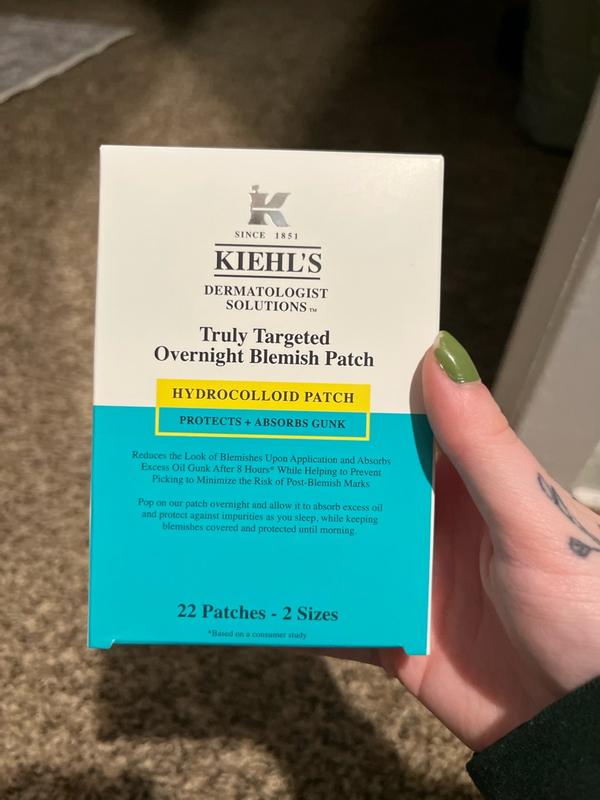 K
SINCE 1851
KIEHL'S
DERMATOLOGIST
SOLUTIONS™
Truly Targeted
Overnight Blemish Patch
HYDROCOLLOID PATCH
PROTECTS + ABSORBS GUNK
Reduces the Look of Blemishes Upon Application and Absorbs
Excess Oil Gunk After 8 Hours* While Helping to Prevent
Picking to Minimize the Risk of Post-Blemish Marks
Pop on our patch overnight and allow it to absorb excess oil
and protect against impurities as you sleep, while keeping
blemishes covered and protected until morning.
22 Patches - 2 Sizes
*Based on a consumer study